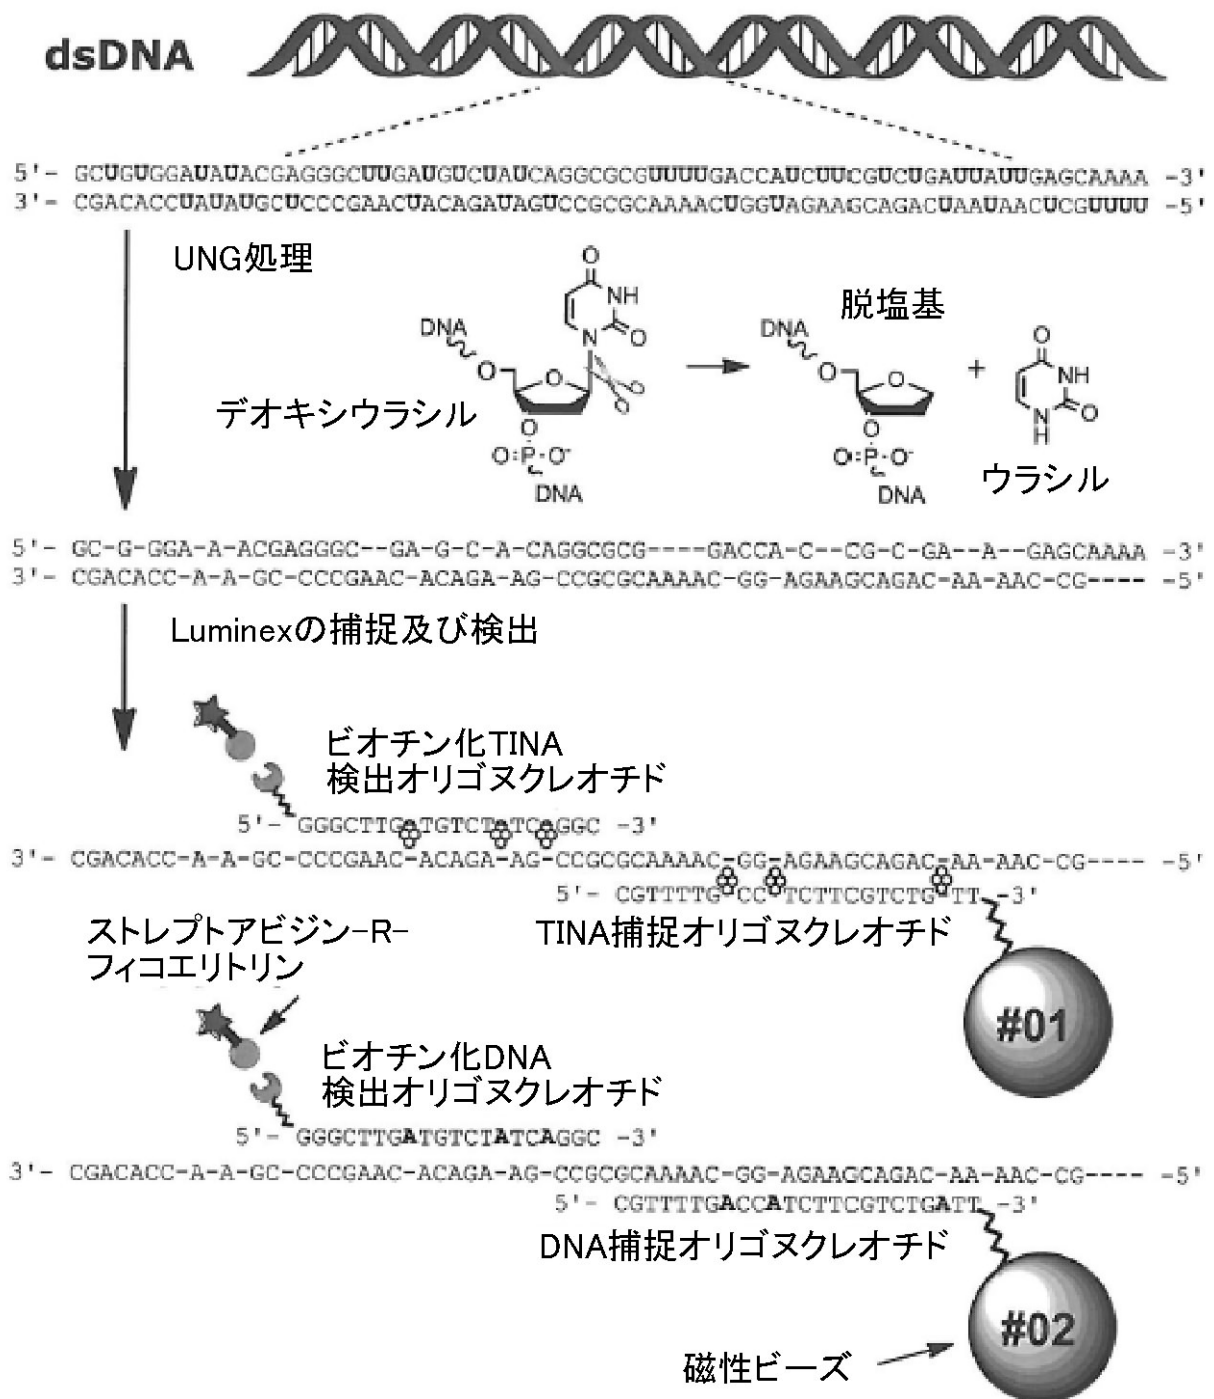 dsDNA
5'- GCUGUGGAUAUACGAGGGCUUGAUGUCUAUCAGGCGCGUUUUGACCAUCUUCGUCUGAUUAUUGAGCAAAA -3'
3'- CGACACCUAUAUGCUCCCGAACUACAGAUAGUCCGCGCAAAACUGGUAGAAGCAGACUAAUAACUCGUUUU -5'
UNG処理
O
NH
N
O
DNA
O
O
デオキシウラシル
O
O=P-O⁻
DNA
脱塩基
DNA
O
O
O
O=P-O⁻
DNA
+
O
NH
N
H
O
ウラシル
5'- GC-G-GGA-A-ACGAGGGC--GA-G-C-A-CAGGCGCG----GACCA-C--CG-C-GA--A--GAGCAAAA -3'
3'- CGACACC-A-A-GC-CCCGAAC-ACAGA-AG-CCGCGCAAAAC-GG-AGAAGCAGAC-AA-AAC-CG---- -5'
Luminexの捕捉及び検出
ビオチン化TINA
検出オリゴヌクレオチド
5'- GGGCTTGATGTCTATCAGGC -3'
3'- CGACACC-A-A-GC-CCCGAAC-ACAGA-AG-CCGCGCAAAAC-GG-AGAAGCAGAC-AA-AAC-CG---- -5'
5'- CGTTTTG CC TCTTCGTCTG TT -3'
TINA捕捉オリゴヌクレオチド
#01
ストレプトアビジン-R-
フィコエリトリン
ビオチン化DNA
検出オリゴヌクレオチド
5'- GGGCTTGATGTCTATCAGGC -3'
3'- CGACACC-A-A-GC-CCCGAAC-ACAGA-AG-CCGCGCAAAAC-GG-AGAAGCAGAC-AA-AAC-CG---- -5'
5'- CGTTTTGACCATCTTCGTCTGATT -3'
DNA捕捉オリゴヌクレオチド
#02
磁性ビーズ